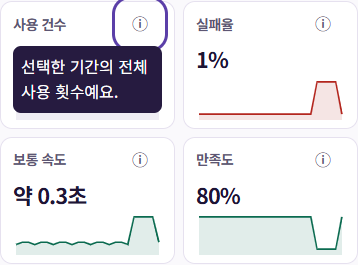 사용 건수
선택한 기간의 전체
사용 횟수예요.
실패율
1%
보통 속도
약 0.3초
만족도
80%